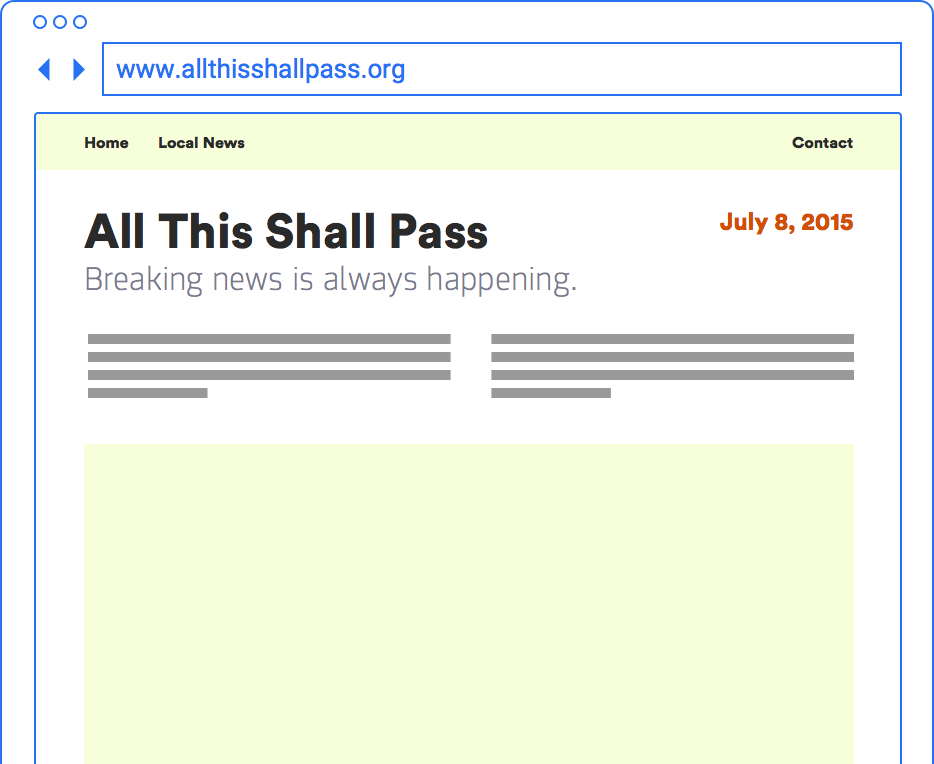 www.allthisshallpass.org
Home Local News Contact
All This Shall Pass
July 8, 2015
Breaking news is always happening.